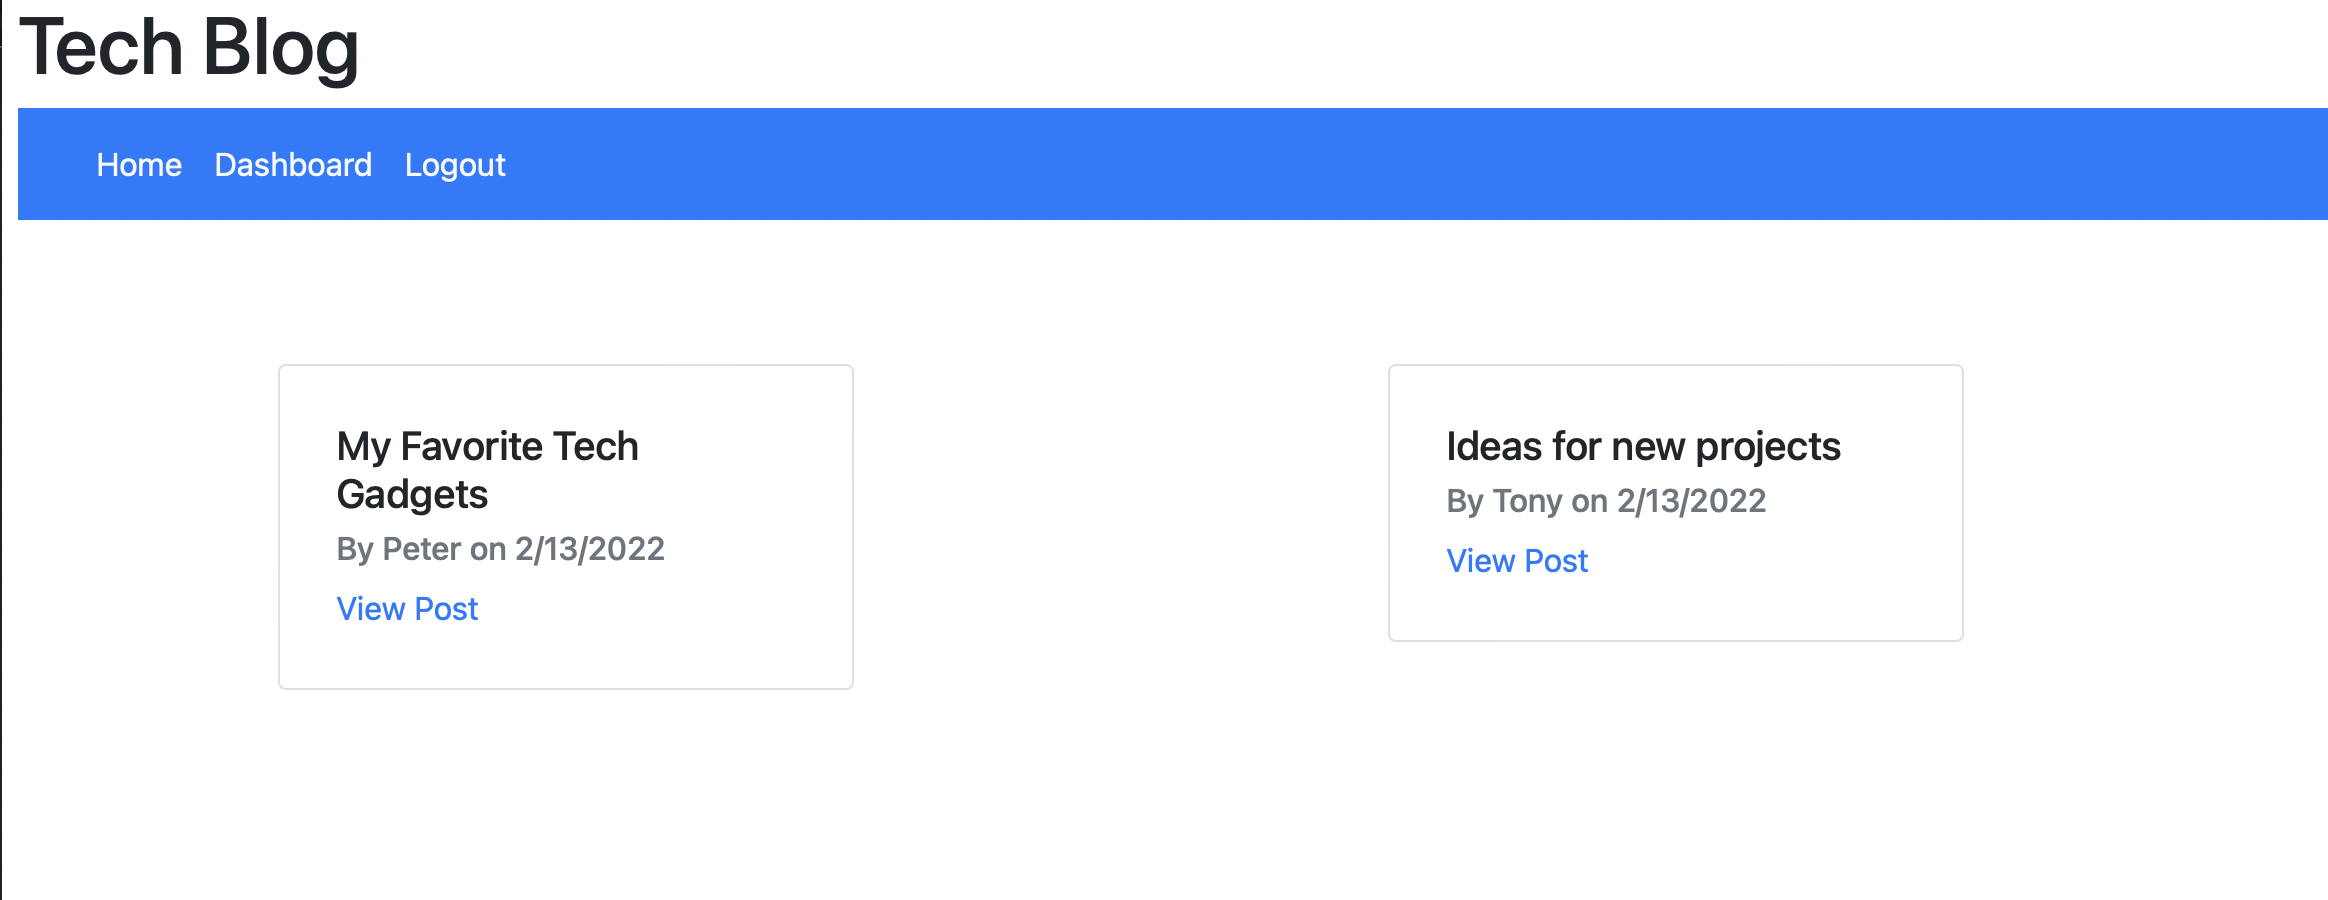 Tech Blog
Home Dashboard Logout
My Favorite Tech
Gadgets
By Peter on 2/13/2022
View Post
Ideas for new projects
By Tony on 2/13/2022
View Post